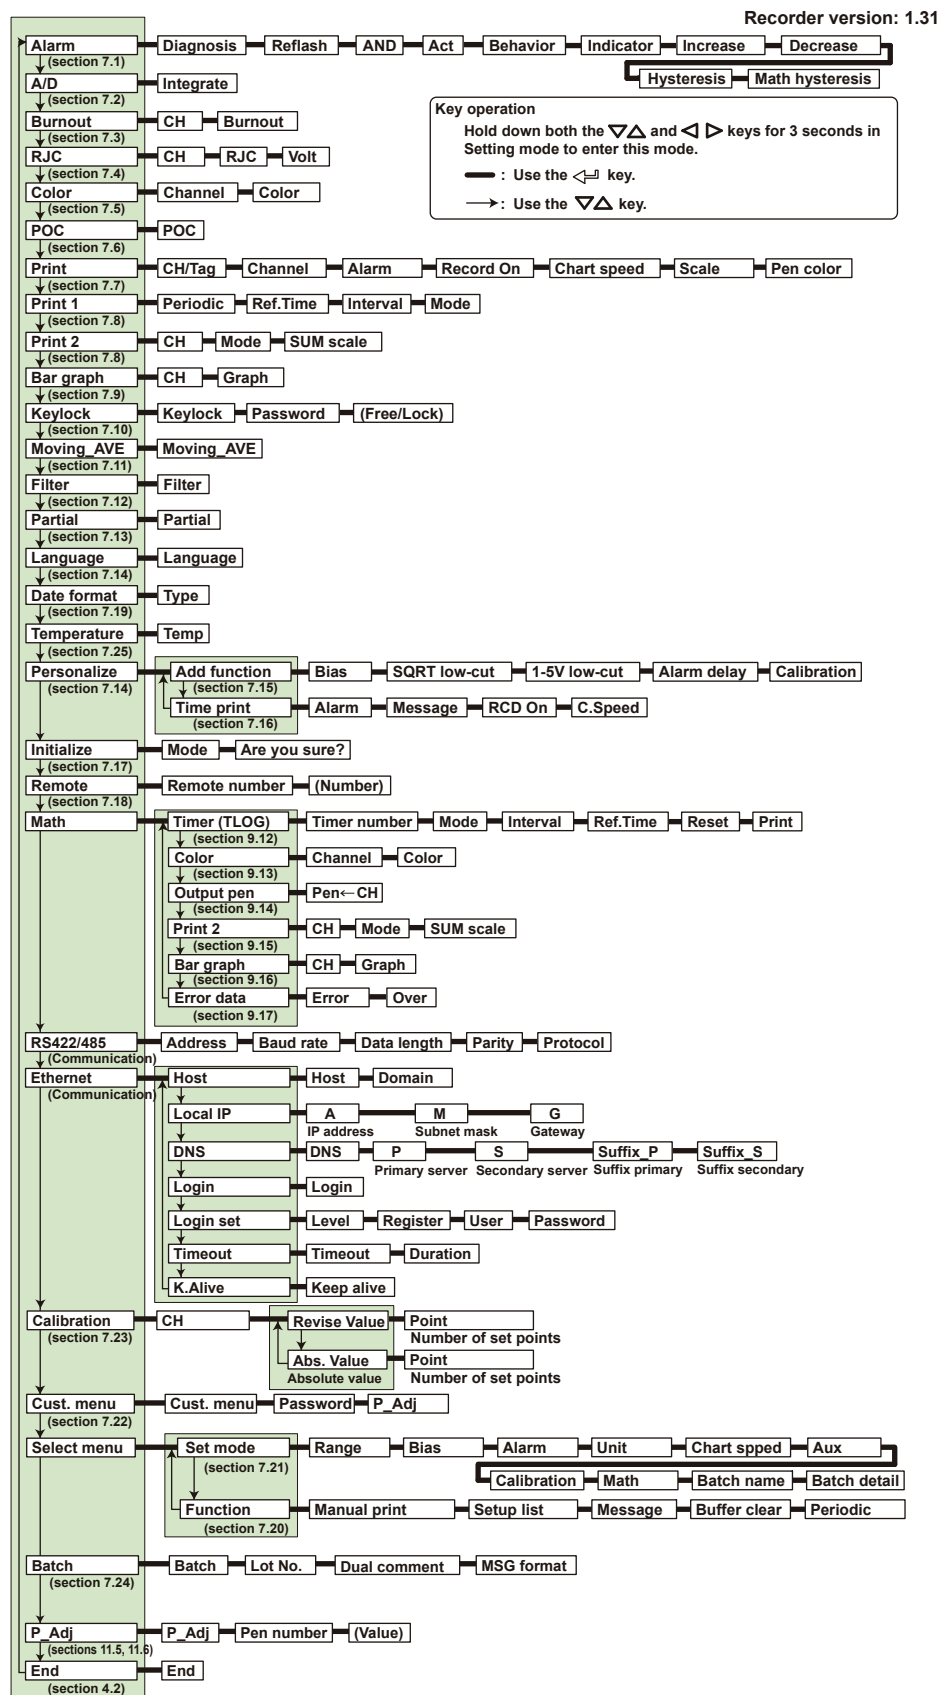 Recorder version: 1.31
Alarm Diagnosis Reflash AND Act Behavior Indicator Increase Decrease
(section 7.1)
Hysteresis Math hysteresis
A/D Integrate
(section 7.2)
Key operation
Hold down both the ▽△ and ◁ ▷ keys for 3 seconds in
Setting mode to enter this mode.
: Use the key.
: Use the ▽△ key.
Burnout CH Burnout
(section 7.3)
RJC CH RJC Volt
(section 7.4)
Color Channel Color
(section 7.5)
POC POC
(section 7.6)
Print CH/Tag Channel Alarm Record On Chart speed Scale Pen color
(section 7.7)
Print 1 Periodic Ref.Time Interval Mode
(section 7.8)
Print 2 CH Mode SUM scale
(section 7.8)
Bar graph CH Graph
(section 7.9)
Keylock Keylock Password (Free/Lock)
(section 7.10)
Moving_AVE Moving_AVE
(section 7.11)
Filter Filter
(section 7.12)
Partial Partial
(section 7.13)
Language Language
(section 7.14)
Date format Type
(section 7.19)
Temperature Temp
(section 7.25)
Personalize Add function Bias SQRT low-cut 1-5V low-cut Alarm delay Calibration
(section 7.14) (section 7.15)
Time print Alarm Message RCD On C.Speed
(section 7.16)
Initialize Mode Are you sure?
(section 7.17)
Remote Remote number (Number)
(section 7.18)
Math Timer (TLOG) Timer number Mode Interval Ref.Time Reset Print
(section 9.12)
Color Channel Color
(section 9.13)
Output pen Pen←CH
(section 9.14)
Print 2 CH Mode SUM scale
(section 9.15)
Bar graph CH Graph
(section 9.16)
Error data Error Over
(section 9.17)
RS422/485 Address Baud rate Data length Parity Protocol
(Communication)
Ethernet Host Host Domain
(Communication)
Local IP A M G
IP address Subnet mask Gateway
DNS DNS P S Suffix_P Suffix_S
Primary server Secondary server Suffix primary Suffix secondary
Login Login
Login set Level Register User Password
Timeout Timeout Duration
K.Alive Keep alive
Calibration CH Revise Value Point
(section 7.23) Number of set points
Abs. Value Point
Absolute value Number of set points
Cust. menu Cust. menu Password P_Adj
(section 7.22)
Select menu Set mode Range Bias Alarm Unit Chart spped Aux
(section 7.21)
Calibration Math Batch name Batch detail
Function Manual print Setup list Message Buffer clear Periodic
(section 7.20)
Batch Batch Lot No. Dual comment MSG format
(section 7.24)
P_Adj P_Adj Pen number (Value)
(sections 11.5, 11.6)
End End
(section 4.2)